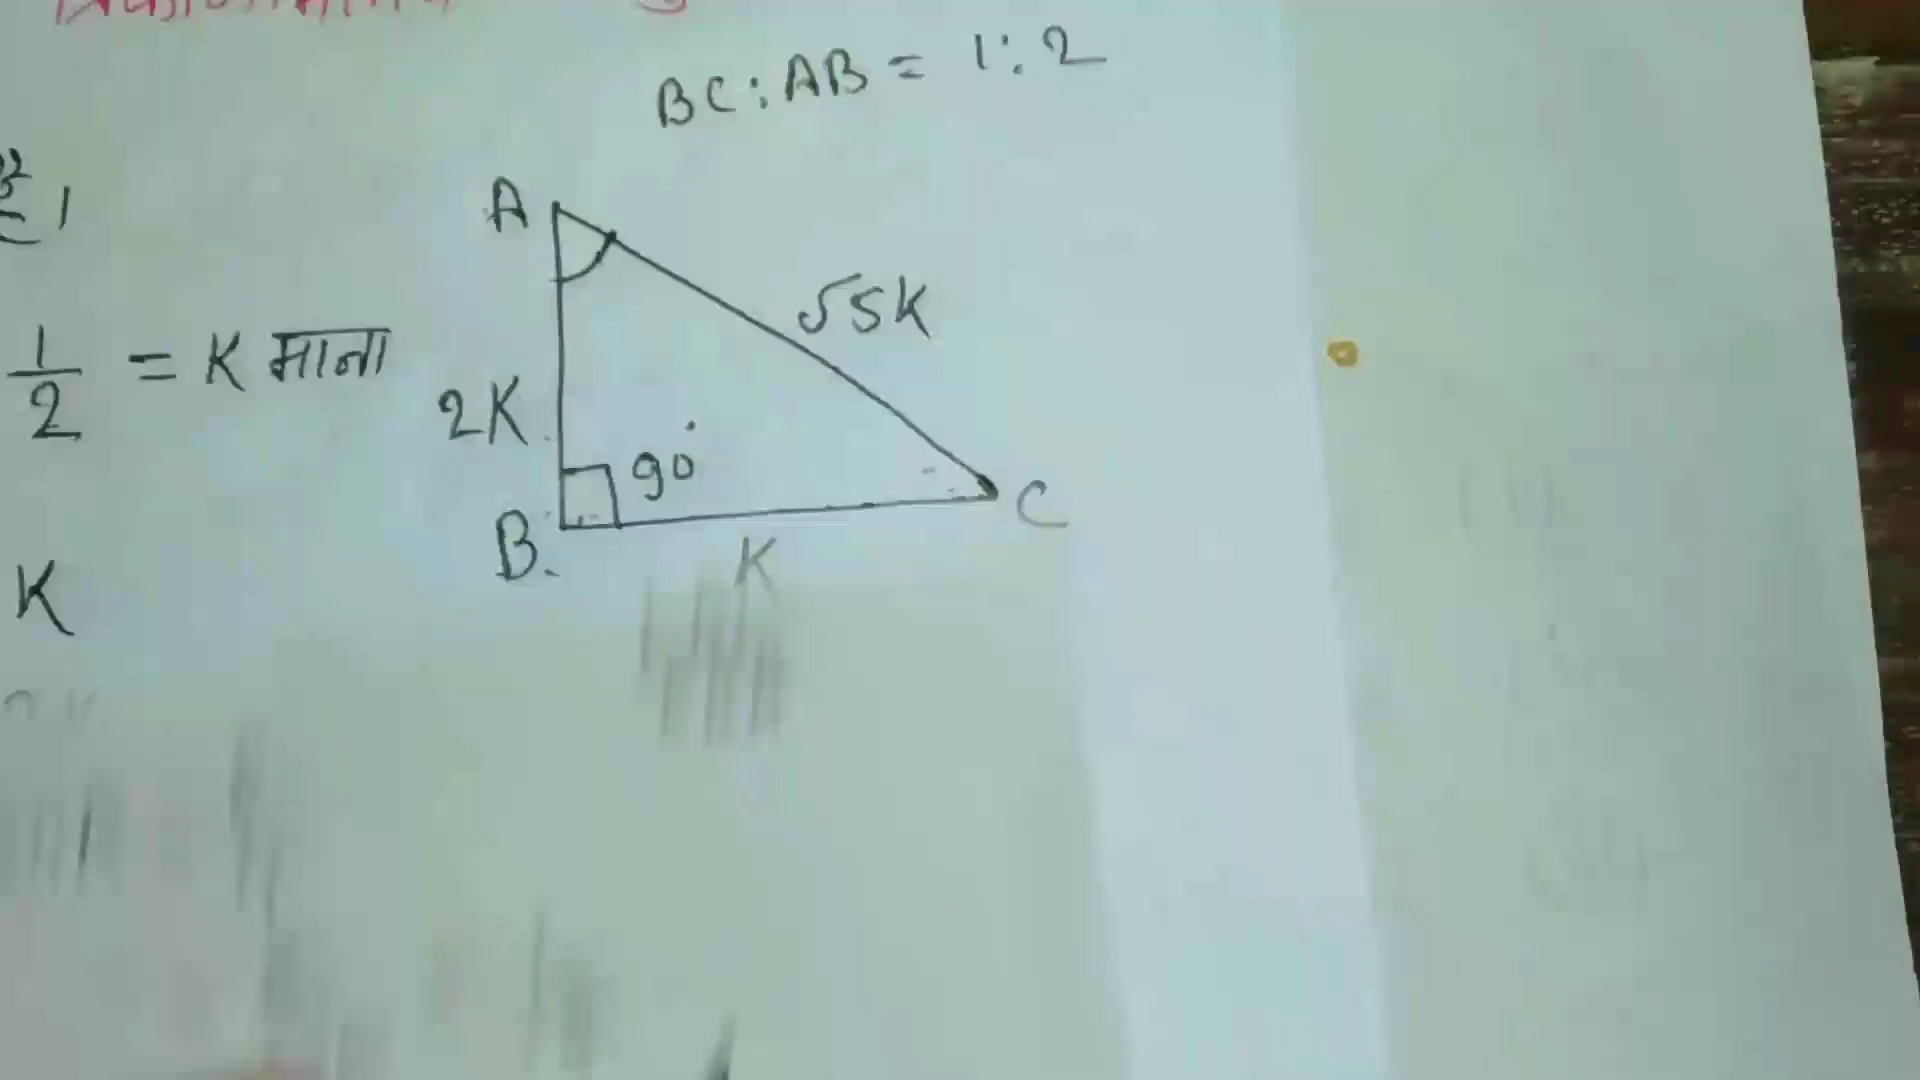 BC : AB = 1 : 2
है।
A
√5K
1/2 = K माना
2K
90°
B.
C
K
K